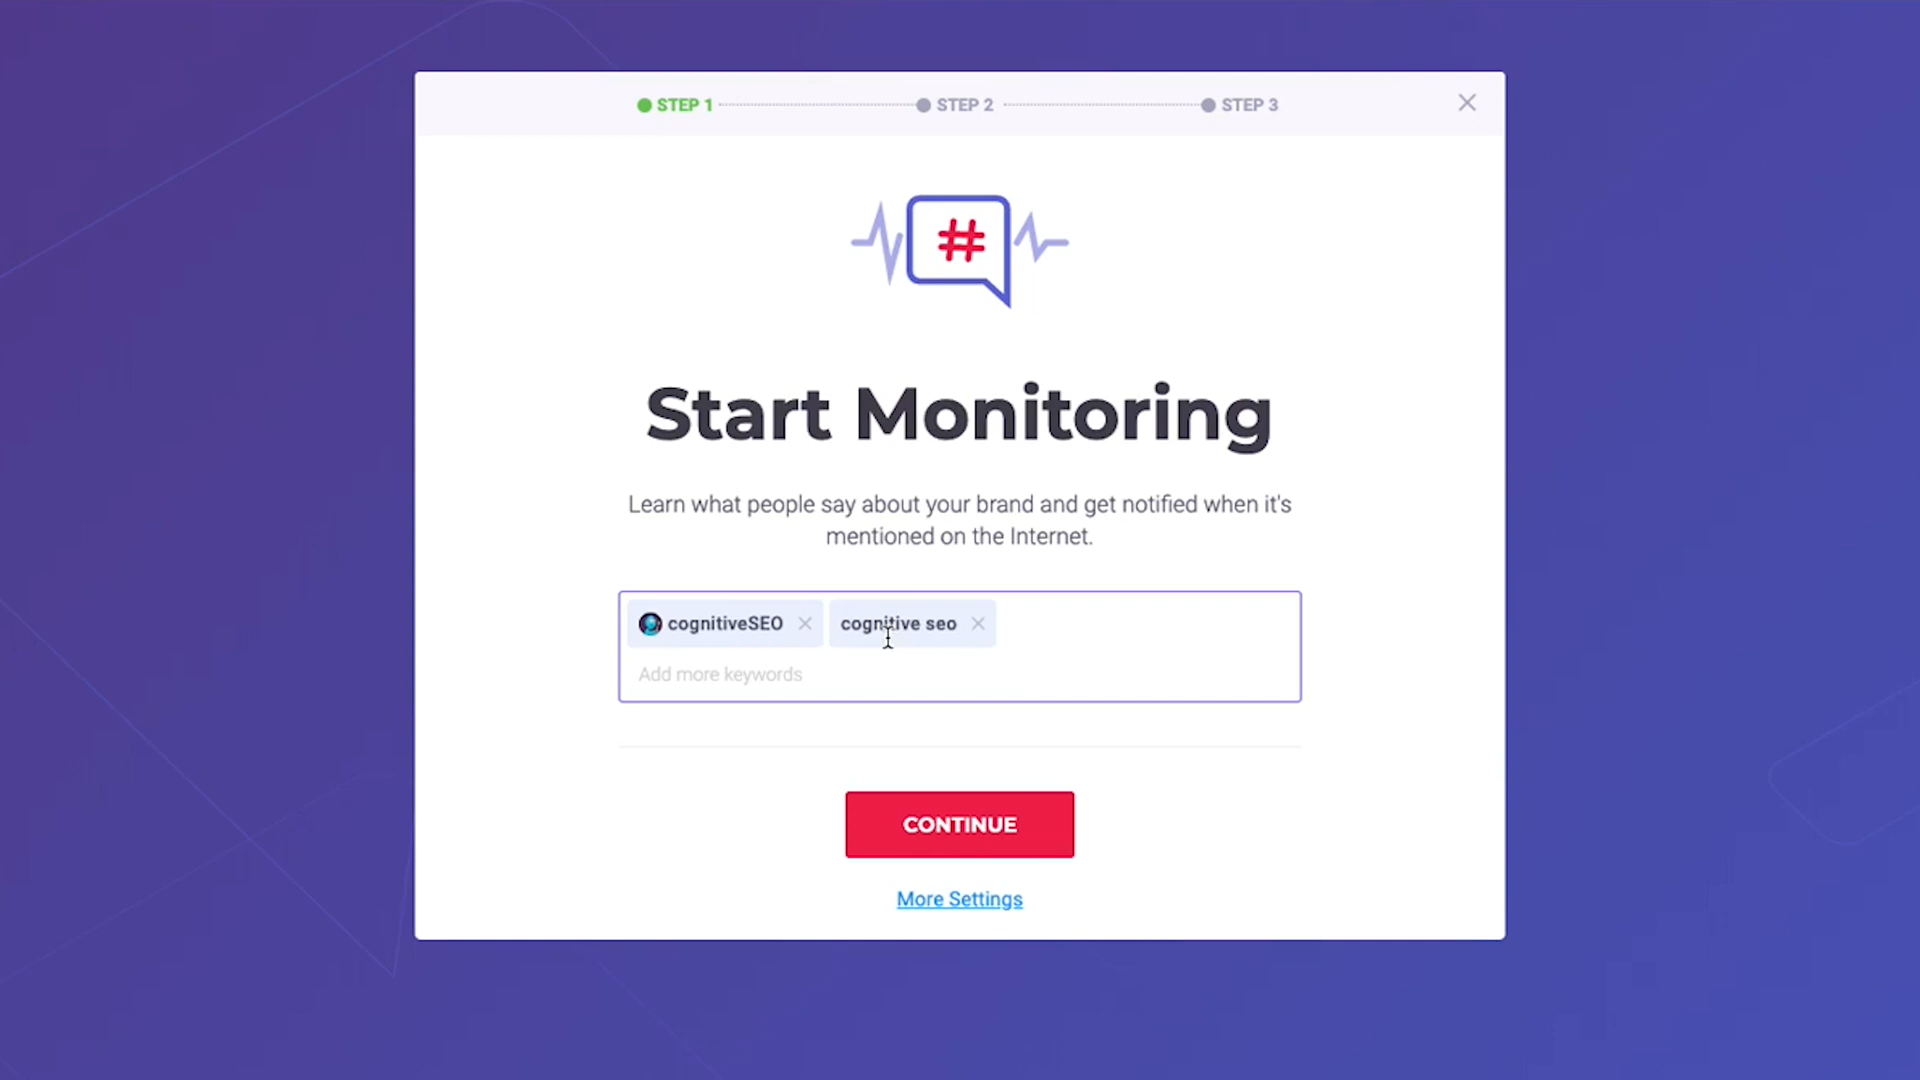 STEP 1 STEP 2 STEP 3
#
Start Monitoring
Learn what people say about your brand and get notified when it's
mentioned on the Internet.
cognitiveSEO cognitive seo
Add more keywords
CONTINUE
More Settings